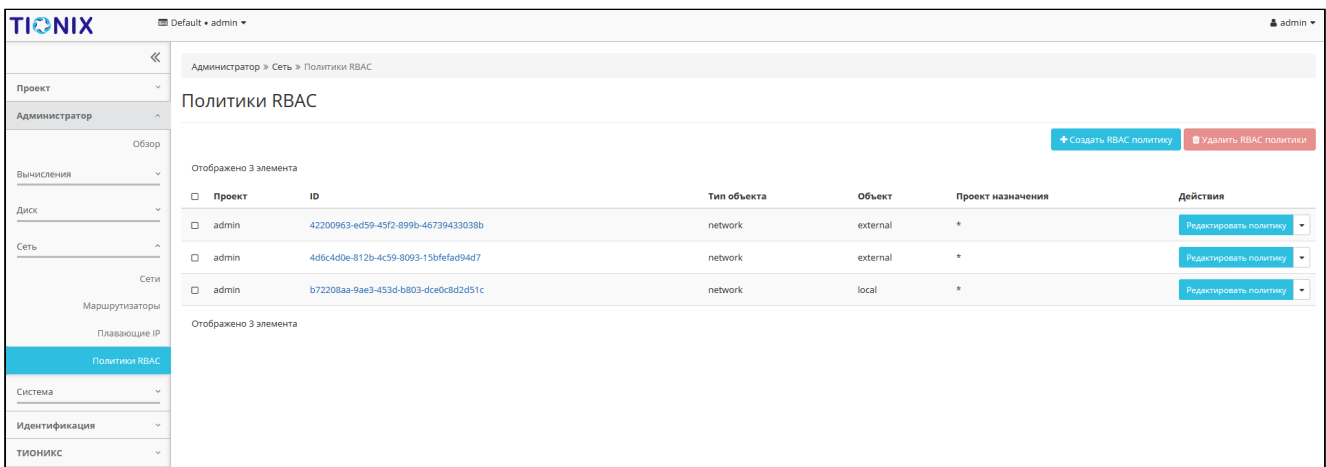 TIONIX
Default • admin
admin
Администратор » Сеть » Политики RBAC
Проект
Администратор
Обзор
Вычисления
Диск
Сеть
Сети
Маршрутизаторы
Плавающие IP
Политики RBAC
Система
Идентификация
ТИОНИКС
Политики RBAC
Создать RBAC политику Удалить RBAC политики
Отображено 3 элемента
Проект ID Тип объекта Объект Проект назначения Действия
admin 42200963-ed59-45f2-899b-46739433038b network external * Редактировать политику
admin 4d6c4d0e-812b-4c59-8093-15bfefad94d7 network external * Редактировать политику
admin b72208aa-9ae3-453d-b803-dce0c8d2d51c network local * Редактировать политику
Отображено 3 элемента